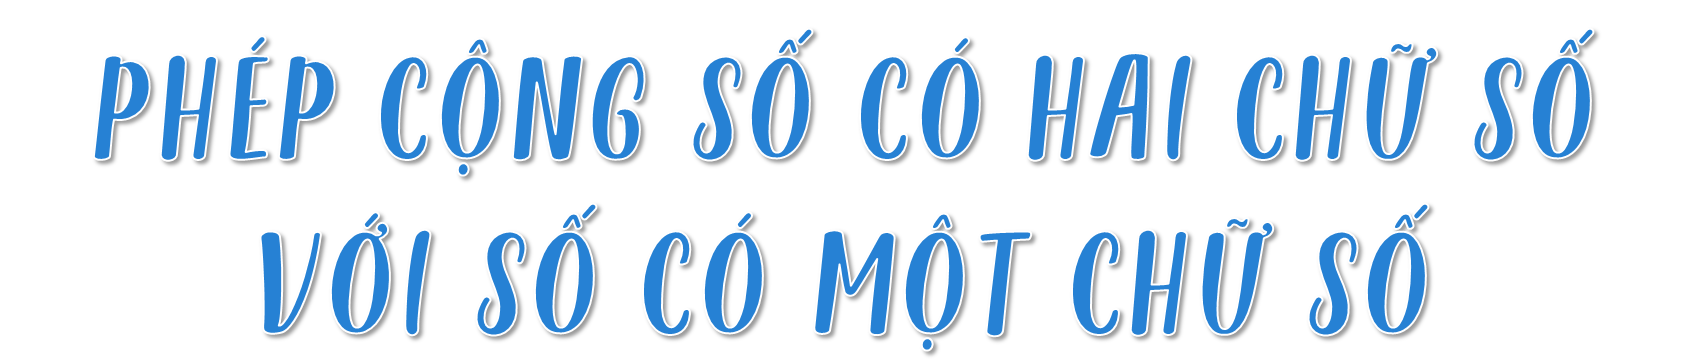 PHÉP CỘNG SỐ CÓ HAI CHỮ SỐ
VỚI SỐ CÓ MỘT CHỮ SỐ